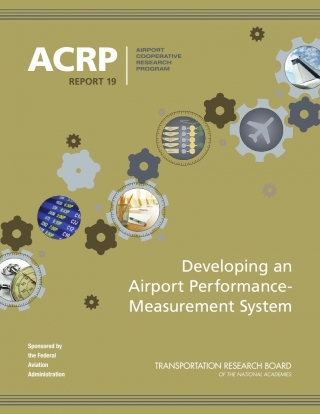 ACRP
REPORT 19
AIRPORT
COOPERATIVE
RESEARCH
PROGRAM
Developing an
Airport Performance-
Measurement System
Sponsored by
the Federal
Aviation
Administration
TRANSPORTATION RESEARCH BOARD
OF THE NATIONAL ACADEMIES